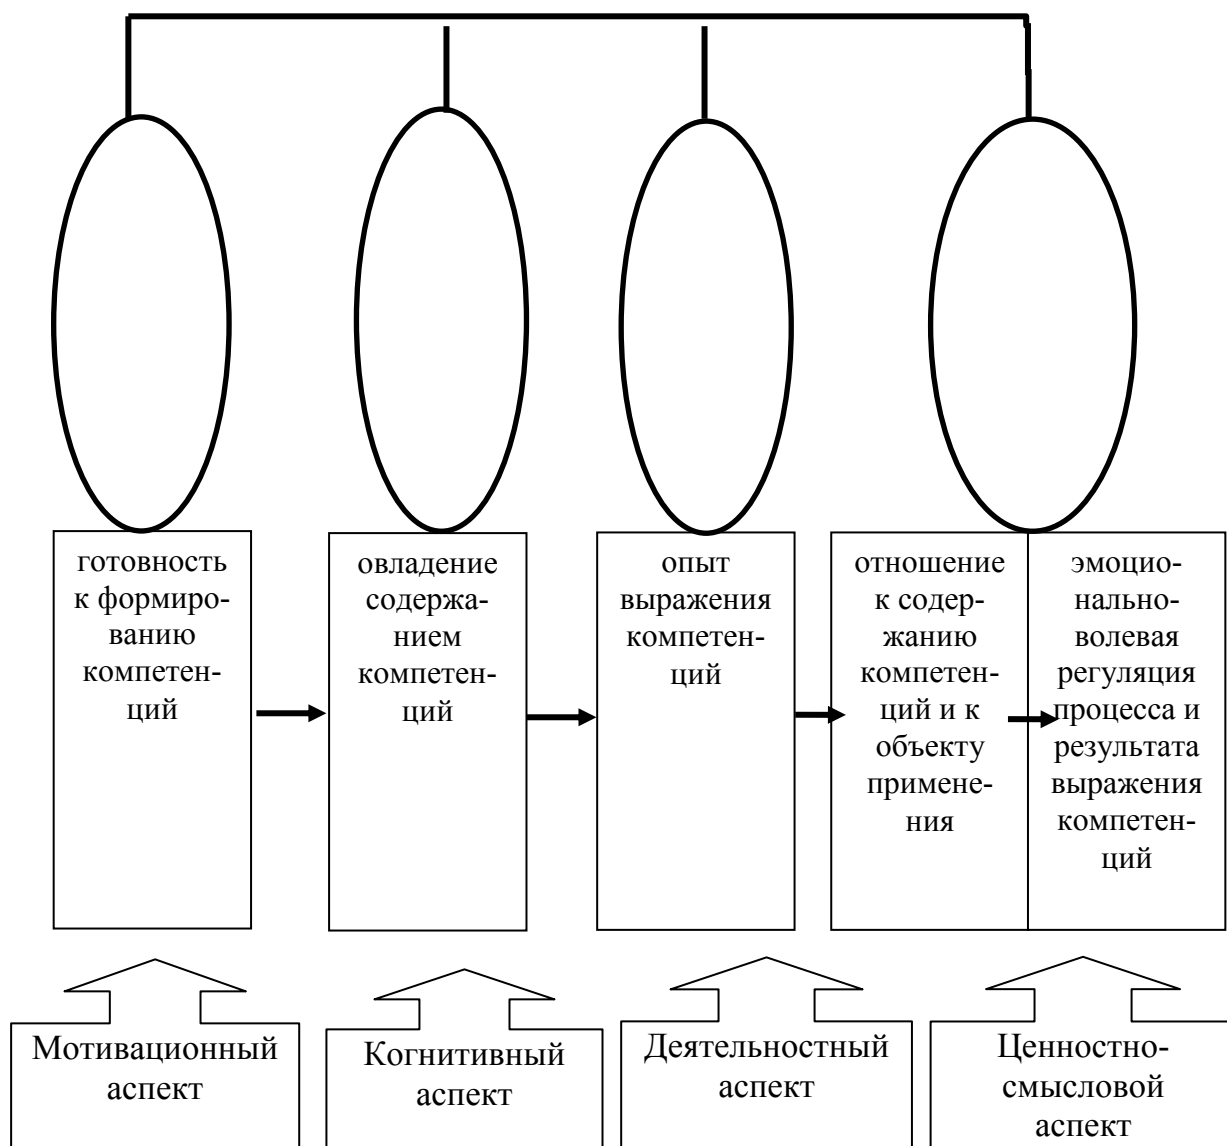 готовность
к формиро-
ванию
компетен-
ций
овладение
содержа-
нием
компетен-
ций
опыт
выражения
компетен-
ций
отношение
к содер-
жанию
компетен-
ций и к
объекту
примене-
ния
эмоцио-
нально-
волевая
регуляция
процесса и
результата
выражения
компетен-
ций
Мотивационный
аспект
Когнитивный
аспект
Деятельностный
аспект
Ценностно-
смысловой
аспект